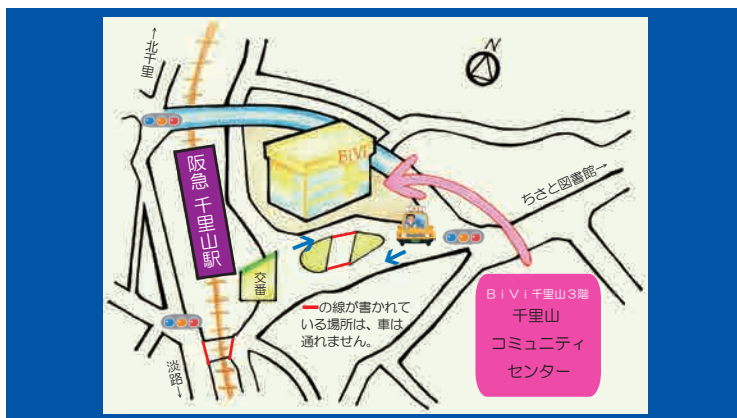 ←北千里
N
BiVi
阪急 千里山駅
ちさと図書館→
交番
ーの線が書かれて
いる場所は、車は
通れません。
BiVi千里山3階
千里山
コミュニティ
センター
淡路→